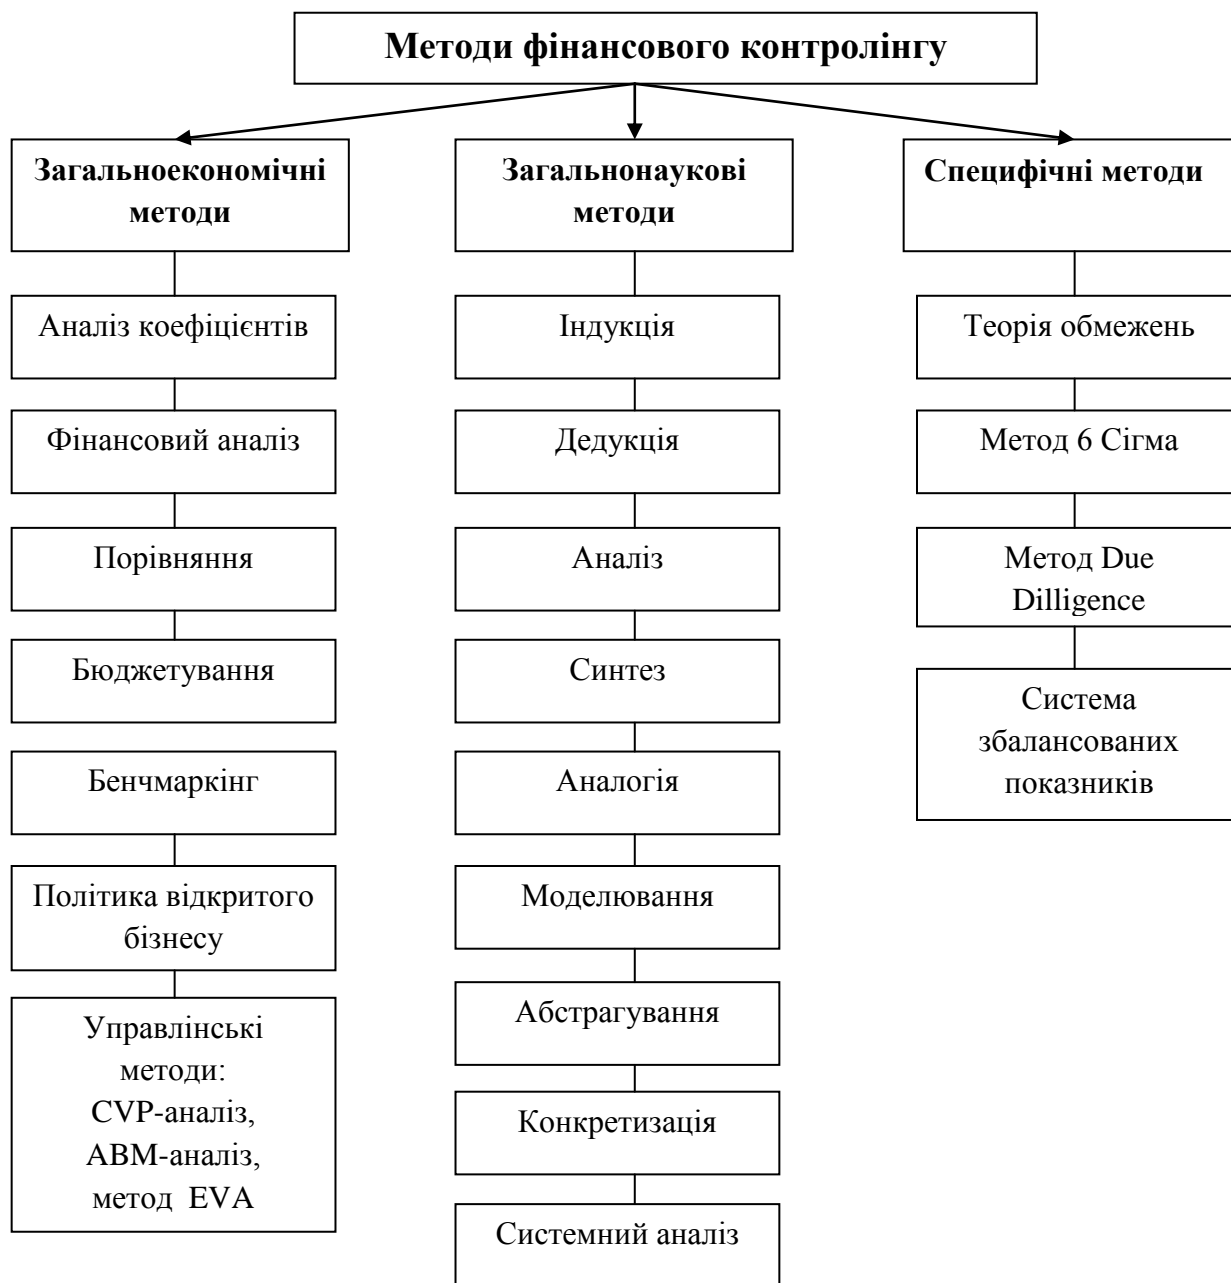 Методи фінансового контролінгу
Загальноекономічні
методи
Аналіз коефіцієнтів
Фінансовий аналіз
Порівняння
Бюджетування
Бенчмаркінг
Політика відкритого
бізнесу
Управлінські
методи:
CVP-аналіз,
АВМ-аналіз,
метод EVA
Загальнонаукові
методи
Індукція
Дедукція
Аналіз
Синтез
Аналогія
Моделювання
Абстрагування
Конкретизація
Системний аналіз
Специфічні методи
Теорія обмежень
Метод 6 Сігма
Метод Due
Dilligence
Система
збалансованих
показників